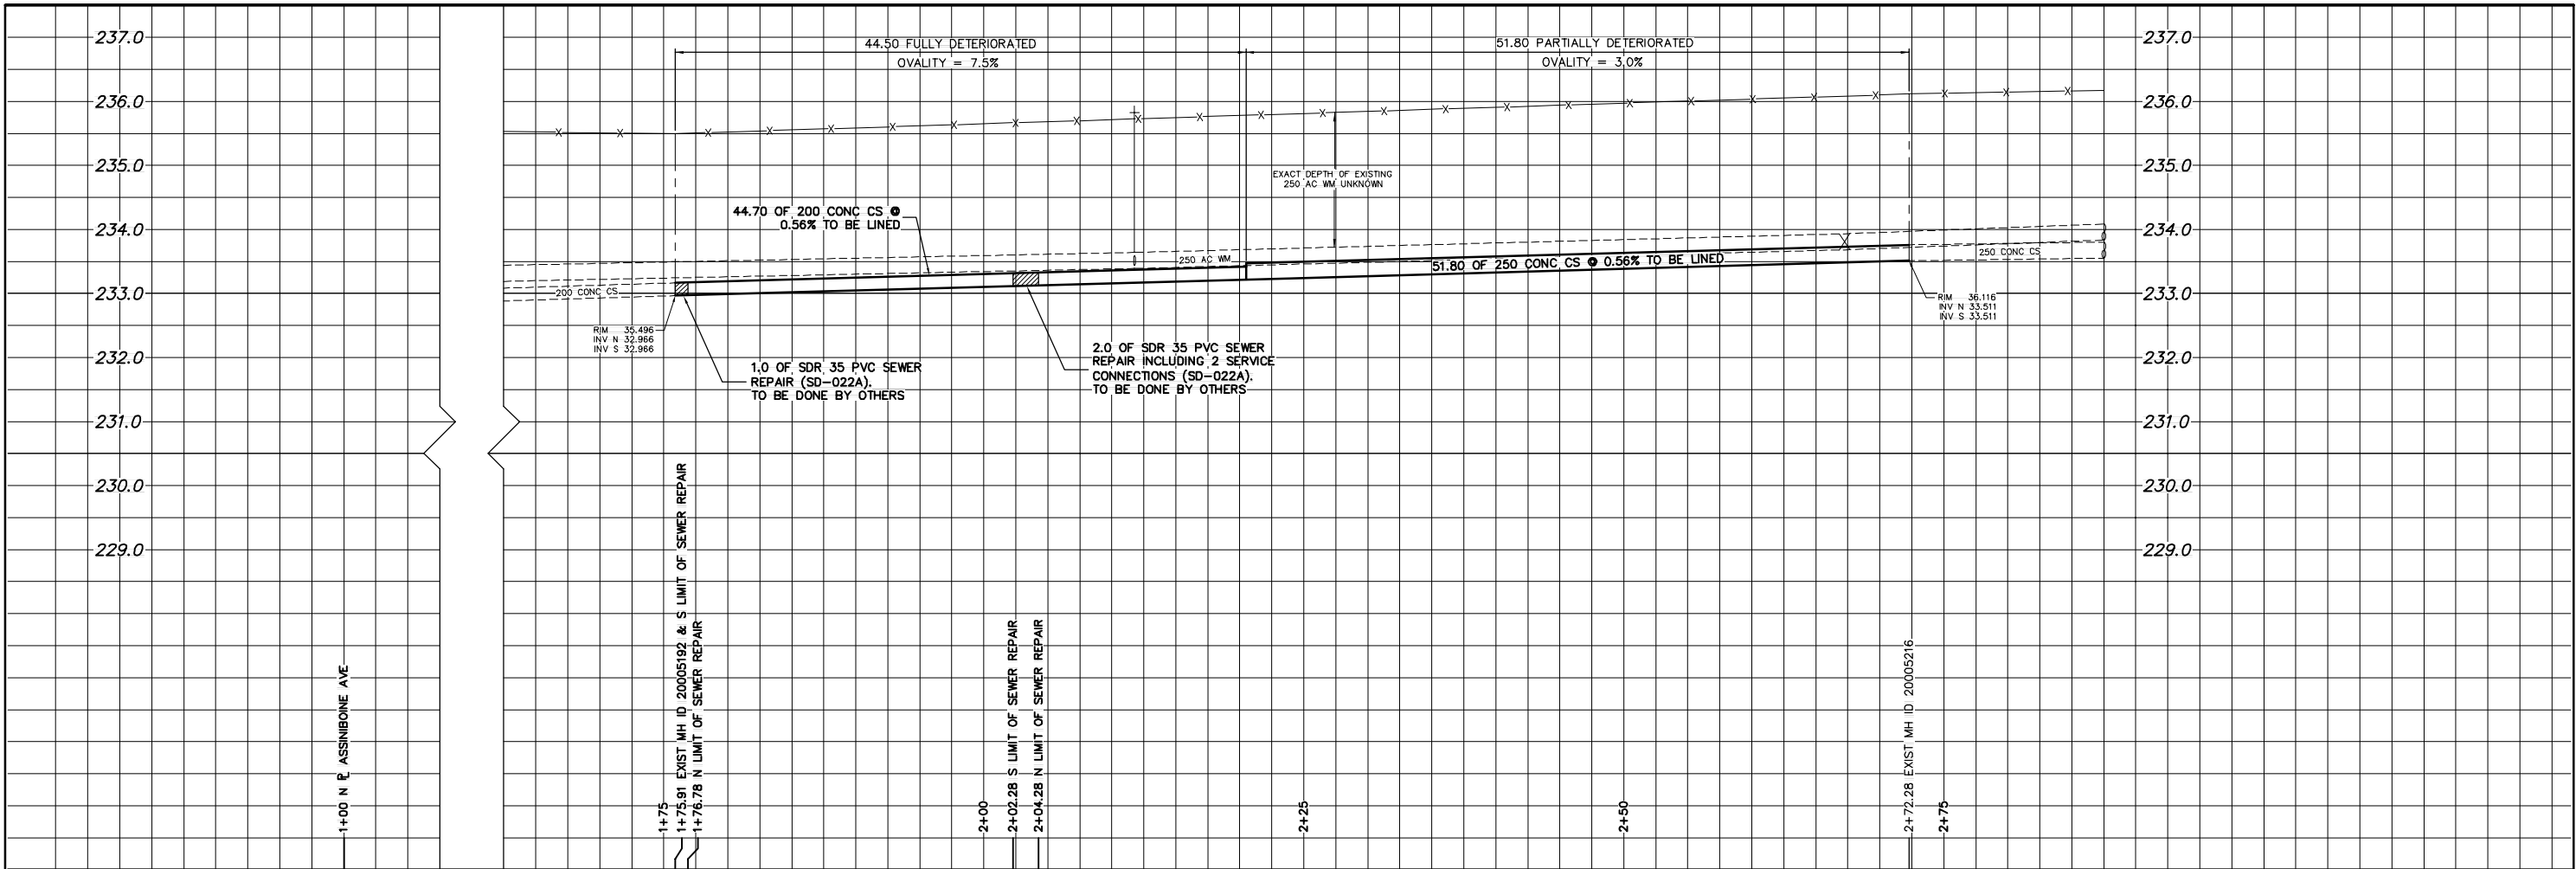 237.0
236.0
235.0
234.0
233.0
232.0
231.0
230.0
229.0
44.50 FULLY DETERIORATED
OVALITY = 7.5%
51.80 PARTIALLY DETERIORATED
OVALITY = 3.0%
EXACT DEPTH OF EXISTING
250 AC WM UNKNOWN
44.70 OF 200 CONC CS @
0.56% TO BE LINED
250 AC WM
51.80 OF 250 CONC CS @ 0.56% TO BE LINED
250 CONC CS
200 CONC CS
RIM 35.496
INV N 32.966
INV S 32.966
RIM 36.116
INV N 33.511
INV S 33.511
1.0 OF SDR 35 PVC SEWER
REPAIR (SD-022A).
TO BE DONE BY OTHERS
2.0 OF SDR 35 PVC SEWER
REPAIR INCLUDING 2 SERVICE
CONNECTIONS (SD-022A).
TO BE DONE BY OTHERS
237.0
236.0
235.0
234.0
233.0
232.0
231.0
230.0
229.0
1+00 N PL ASSINIBOINE AVE
1+75
1+75.91 EXIST MH ID 20005192 & S LIMIT OF SEWER REPAIR
1+76.78 N LIMIT OF SEWER REPAIR
2+00
2+02.28 S LIMIT OF SEWER REPAIR
2+04.28 N LIMIT OF SEWER REPAIR
2+25
2+50
2+72.28 EXIST MH ID 20005216
2+75